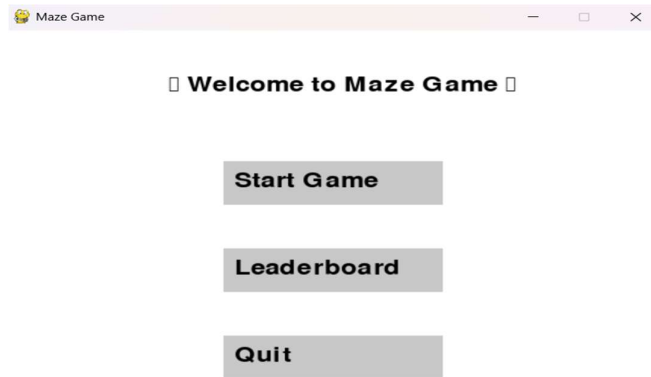 Maze Game
▯ Welcome to Maze Game ▯
Start Game
Leaderboard
Quit